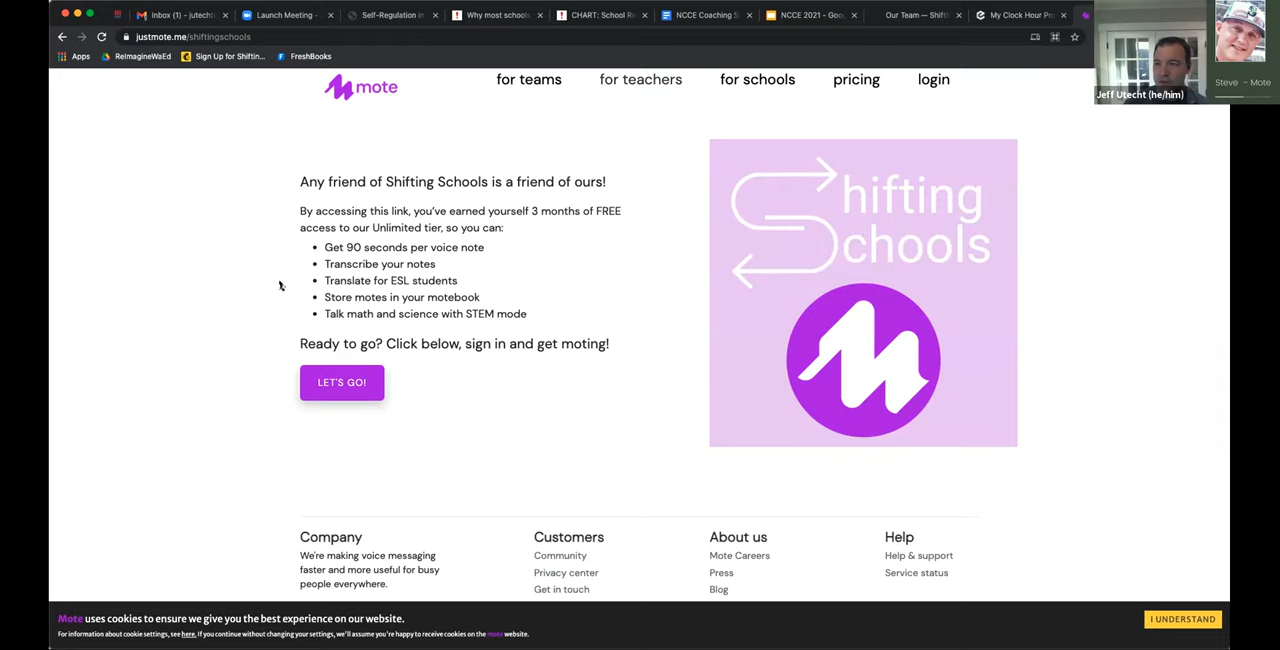 Inbox (1) - jutecht
Launch Meeting -
Self-Regulation in
Why most schools
CHART: School Re
NCCE Coaching S
NCCE 2021 - Goo
Our Team — Shifti
My Clock Hour Pro
justmote.me/shiftingschools
Apps
ReImagineWaEd
Sign Up for Shiftin...
FreshBooks
Jeff Utecht (he/him)
Steve - Mote
mote
for teams
for teachers
for schools
pricing
login
Any friend of Shifting Schools is a friend of ours!
By accessing this link, you've earned yourself 3 months of FREE
access to our Unlimited tier, so you can:
• Get 90 seconds per voice note
• Transcribe your notes
• Translate for ESL students
• Store motes in your motebook
• Talk math and science with STEM mode
Ready to go? Click below, sign in and get moting!
LET'S GO!
Shifting
Schools
Company
We're making voice messaging
faster and more useful for busy
people everywhere.
Customers
Community
Privacy center
Get in touch
About us
Mote Careers
Press
Blog
Help
Help & support
Service status
Mote uses cookies to ensure we give you the best experience on our website.
For information about cookie settings, see here. If you continue without changing your settings, we'll assume you're happy to receive cookies on the mote website.
I UNDERSTAND